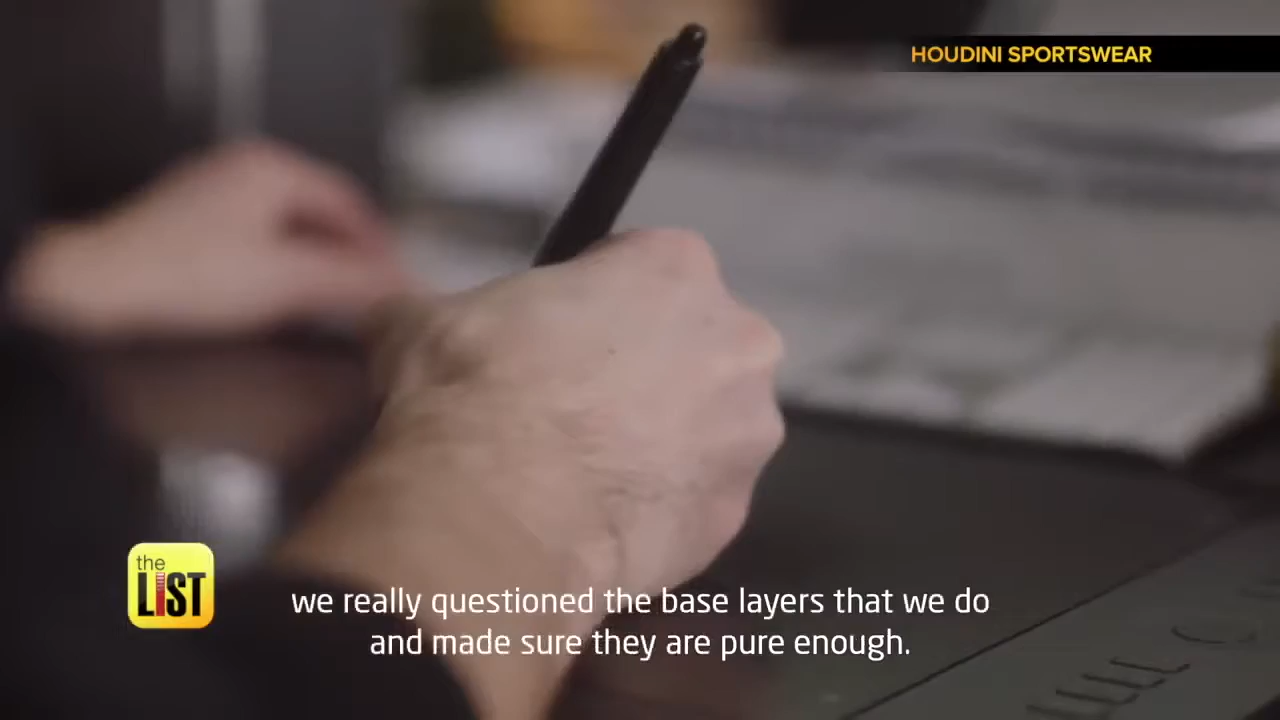 HOUDINI SPORTSWEAR
the
LIST
we really questioned the base layers that we do
and made sure they are pure enough.